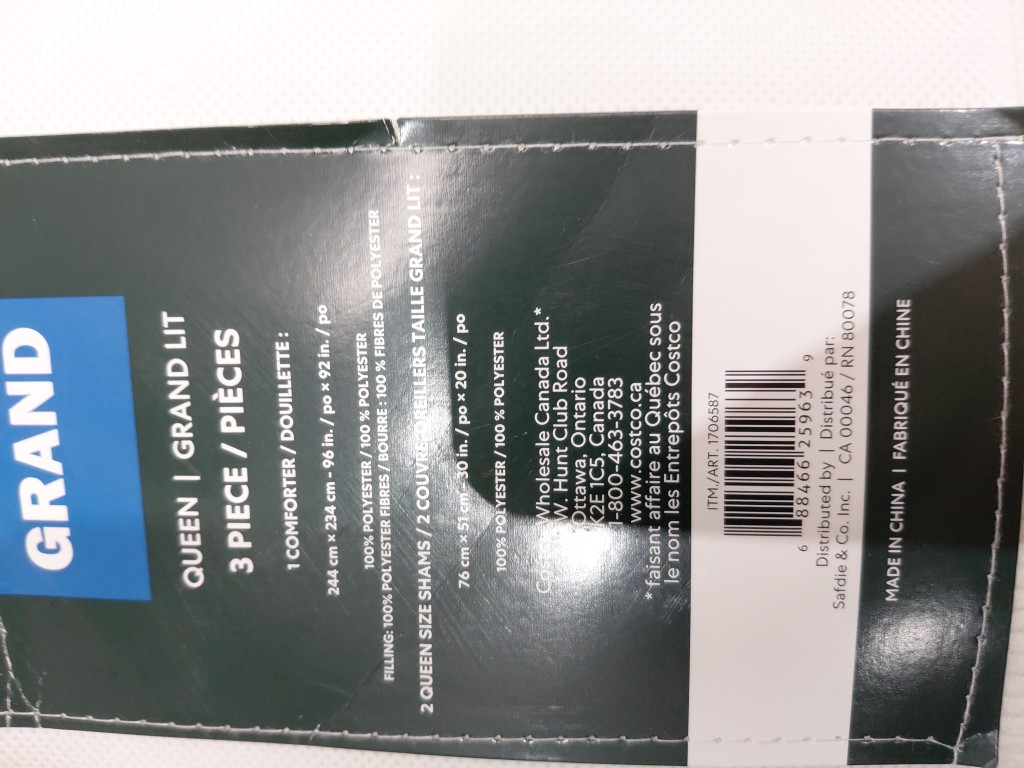 GRAND
QUEEN | GRAND LIT
3 PIECE / PIÈCES
1 COMFORTER / DOUILLETTE :
244 cm × 234 cm - 96 in. / po × 92 in. / po
100% POLYESTER / 100 % POLYESTER
FILLING: 100% POLYESTER FIBRES / BOURRE : 100 % FIBRES DE POLYESTER
2 QUEEN SIZE SHAMS / 2 COUVRE-OREILLERS TAILLE GRAND LIT :
76 cm × 51 cm - 30 in. / po × 20 in. / po
100% POLYESTER / 100 % POLYESTER
Wholesale Canada Ltd.*
W. Hunt Club Road
Ottawa, Ontario
K2E 1C5, Canada
1-800-463-3783
www.costco.ca
* faisant affaire au Québec sous
le nom les Entrepôts Costco
ITM./ART. 1706587
6 88466 25963 9
Distributed by | Distribué par:
Safdie & Co. Inc. | CA 00046 / RN 80078
MADE IN CHINA | FABRIQUÉ EN CHINE